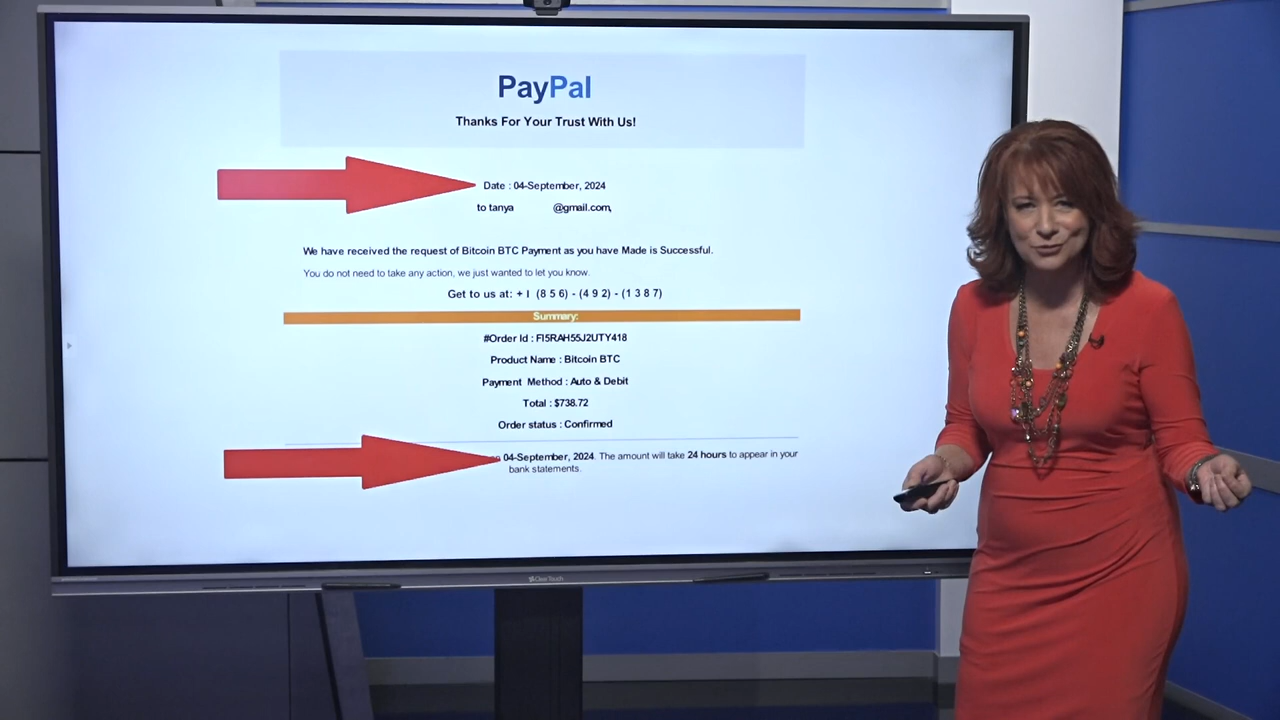 PayPal
Thanks For Your Trust With Us!
Date : 04-September, 2024
to tanya @gmail.com,
We have received the request of Bitcoin BTC Payment as you have Made is Successful.
You do not need to take any action, we just wanted to let you know.
Get to us at: + I (8 5 6) - (4 9 2) - (1 3 8 7)
Summary:
#Order Id : FI5RAH55J2UTY418
Product Name : Bitcoin BTC
Payment Method : Auto & Debit
Total : $738.72
Order status : Confirmed
04-September, 2024. The amount will take 24 hours to appear in your
bank statements.
OneTouch